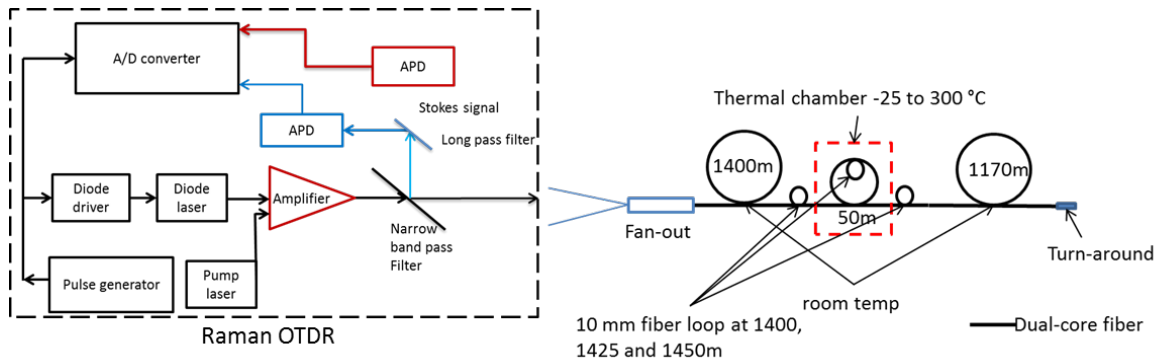 A/D converter
APD
Stokes signal
APD
Long pass filter
Diode
driver
Diode
laser
Amplifier
Narrow
band pass
Filter
Pulse generator
Pump
laser
Raman OTDR
Thermal chamber -25 to 300 °C
1400m
1170m
50m
Fan-out
Turn-around
room temp
10 mm fiber loop at 1400,
1425 and 1450m
Dual-core fiber